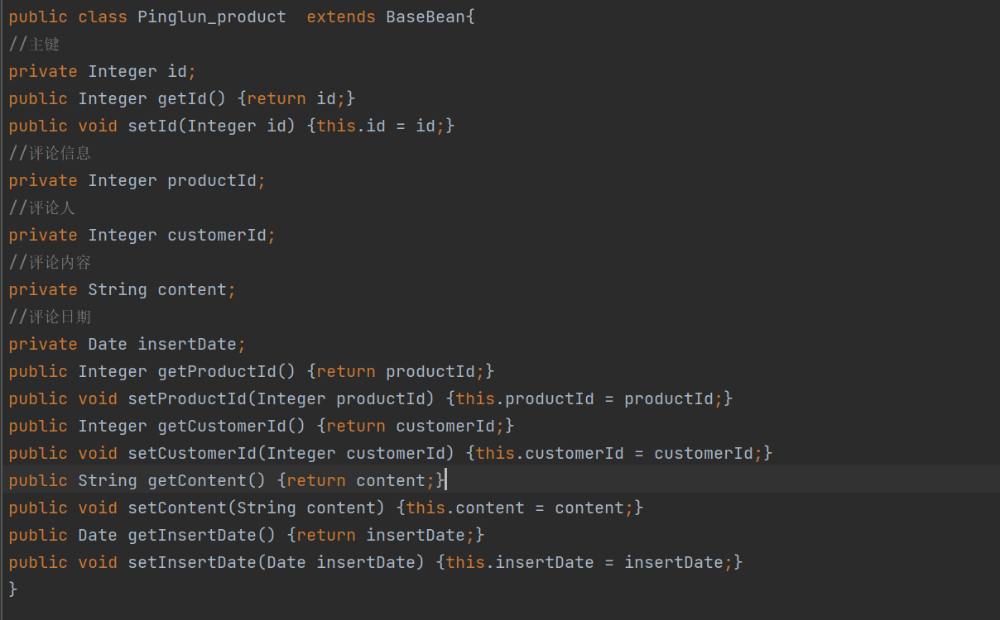 public class Pinglun_product  extends BaseBean{
//主键
private Integer id;
public Integer getId() {return id;}
public void setId(Integer id) {this.id = id;}
//评论信息
private Integer productId;
//评论人
private Integer customerId;
//评论内容
private String content;
//评论日期
private Date insertDate;
public Integer getProductId() {return productId;}
public void setProductId(Integer productId) {this.productId = productId;}
public Integer getCustomerId() {return customerId;}
public void setCustomerId(Integer customerId) {this.customerId = customerId;}
public String getContent() {return content;}
public void setContent(String content) {this.content = content;}
public Date getInsertDate() {return insertDate;}
public void setInsertDate(Date insertDate) {this.insertDate = insertDate;}
}